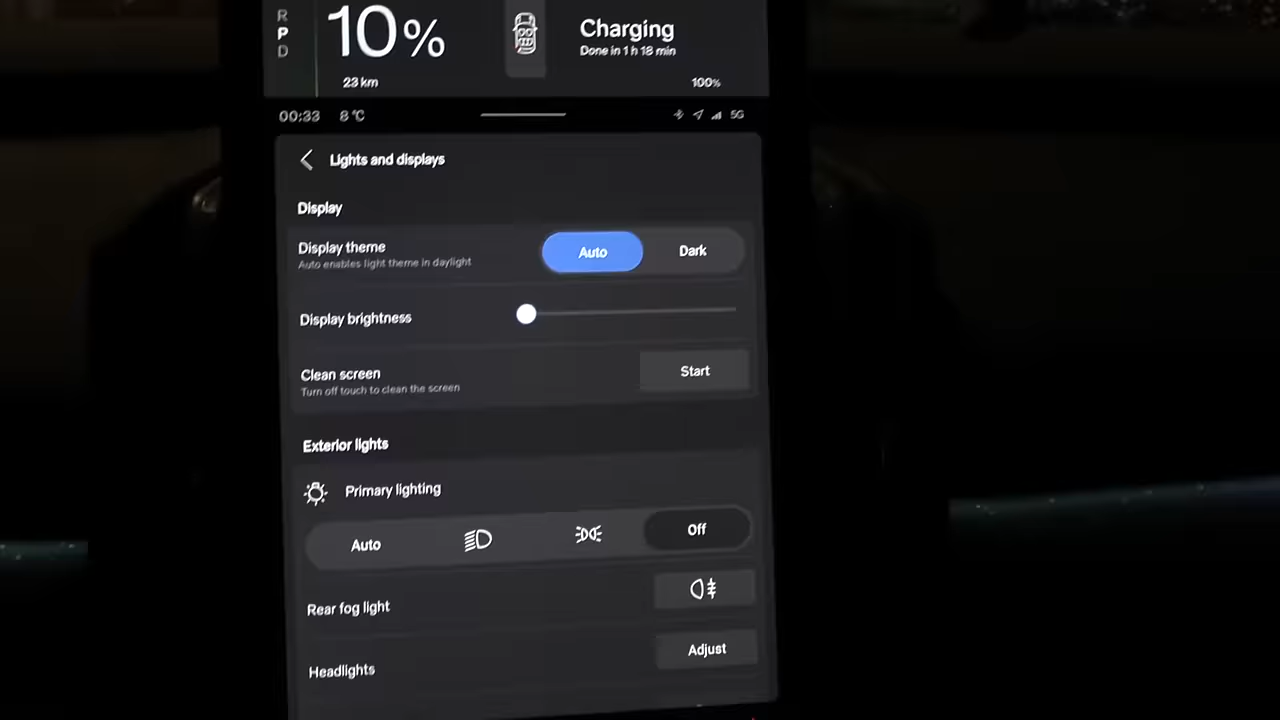 R
P
D
10%
23 km
Charging
Done in 1 h 18 min
100%
00:33 8°C 5G
Lights and displays
Display
Display theme
Auto enables light theme in daylight
Auto Dark
Display brightness
Clean screen
Turn off touch to clean the screen
Start
Exterior lights
Primary lighting
Auto Off
Rear fog light
Headlights
Adjust